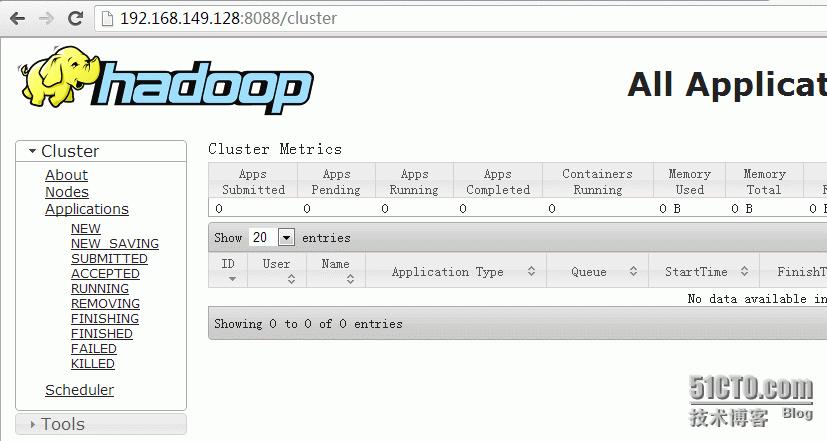 192.168.149.128:8088/cluster
hadoop
All Applicat
Cluster
About
Nodes
Applications
NEW
NEW_SAVING
SUBMITTED
ACCEPTED
RUNNING
REMOVING
FINISHING
FINISHED
FAILED
KILLED
Scheduler
Tools
Cluster Metrics
Apps Submitted Apps Pending Apps Running Apps Completed Containers Running Memory Used Memory Total R
0 0 0 0 0 0 B 0 B 0 B
Show 20 entries
ID User Name Application Type Queue StartTime FinishT
No data available in
Showing 0 to 0 of 0 entries
51CTO.com
技术博客 Blog